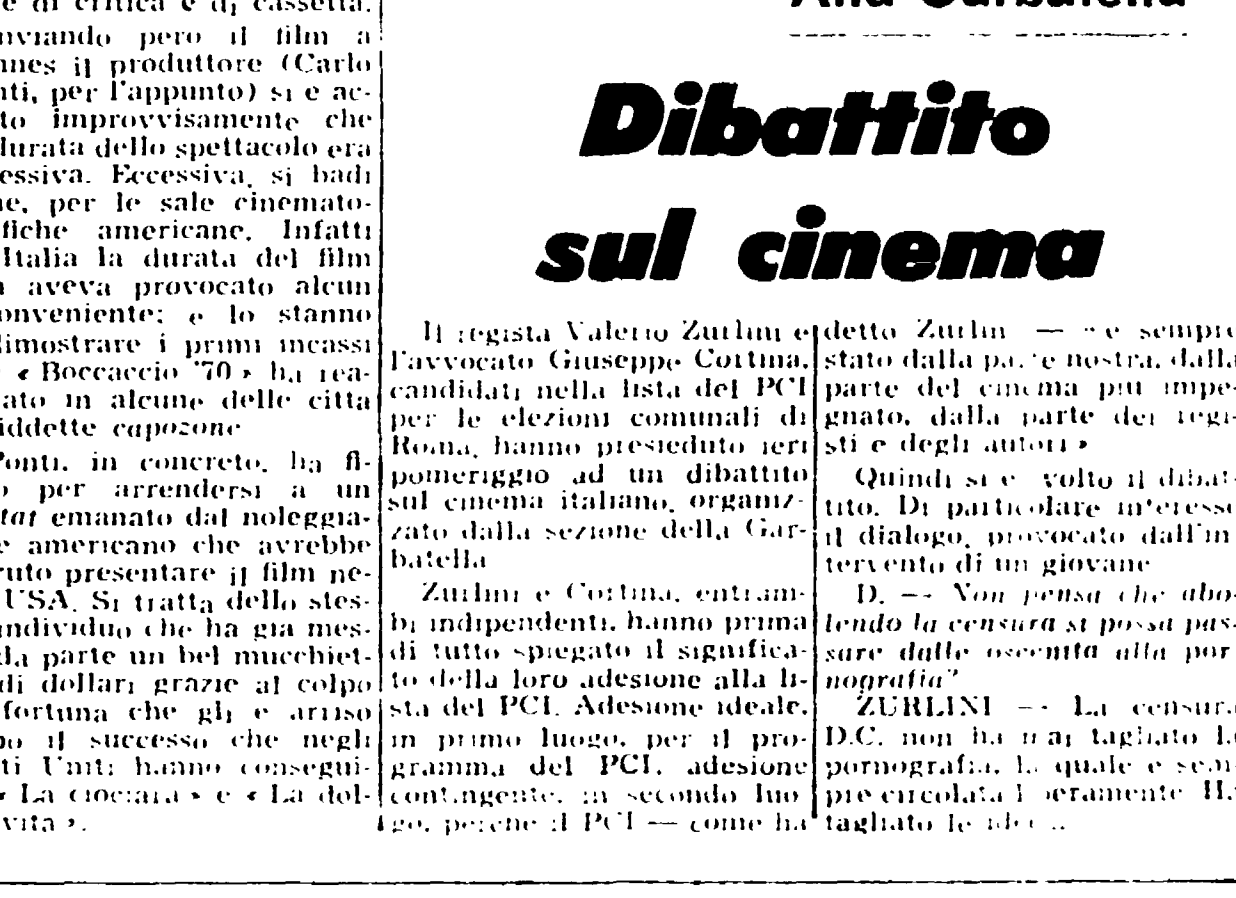 e di critica e di cassetta.
nviando pero il film a
nnes il produttore (Carlo
nti, per l'appunto) si e ac-
to improvvisamente che
durata dello spettacolo era
essiva. Eccessiva, si badi
ne, per le sale cinemato-
fiche americane. Infatti
Italia la durata del film
n aveva provocato alcun
onveniente; e lo stanno
dimostrare i primi incassi
« Boccaccio '70 » ha rea-
ato in alcune delle citta
iddette capozone
Ponti, in concreto, ha fi-
o per arrendersi a un
tat emanato dal noleggia-
e americano che avrebbe
uto presentare il film ne-
USA. Si tratta dello stes-
individuo che ha gia mes-
da parte un bel mucchiet-
di dollari grazie al colpo
fortuna che gli e arriso
po il successo che negli
ti Uniti hanno consegui-
« La ciociara » e « La dol-
vita ».
Alla Garbatella
Dibattito
sul cinema
Il regista Valerio Zurlini e
l'avvocato Giuseppe Cortina,
candidati nella lista del PCI
per le elezioni comunali di
Roma, hanno presieduto ieri
pomeriggio ad un dibattito
sul cinema italiano, organiz-
zato dalla sezione della Gar-
batella
Zurlini e Cortina, entram-
bi indipendenti, hanno prima
di tutto spiegato il significa-
to della loro adesione alla li-
sta del PCI. Adesione ideale,
in primo luogo, per il pro-
gramma del PCI, adesione
contingente, in secondo luo
go, perche il PCI — come ha
detto Zurlin — « e sempre
stato dalla parte nostra, dalla
parte del cinema piu impe-
gnato, dalla parte dei regi-
sti e degli autori »
Quindi si e volto il dibat-
tito. Di particolare interesse
il dialogo, provocato dall'in
tervento di un giovane
D. — Non pensa che abo-
lendo la censura si possa pas-
sare dalle oscenita alla por
nografia?
ZURLINI — La censura
D.C. non ha mai tagliato la
pornografia, la quale e sem-
pre circolata liberamente. Ha
tagliato le idee...